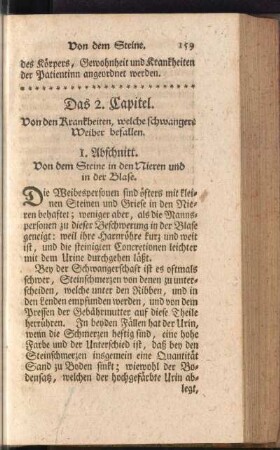 Von dem Steine. 159
des Körpers, Gewohnheit und Krankheiten
der Patientinn angeordnet werden.
Das 2. Capitel.
Von den Krankheiten, welche schwangere
Weiber befallen.
1. Abschnitt.
Von dem Steine in den Nieren und
in der Blase.
Die Weibespersonen sind öfters mit klei-
nen Steinen und Griese in den Nie-
ren behaftet; weniger aber, als die Manns-
personen zu dieser Beschwerung in der Blase
geneigt: weil ihre Harnröhre kurz und weit
ist, und die steinigten Concretionen leichter
mit dem Urine durchgehen läßt.
Bey der Schwangerschaft ist es oftmals
schwer, Steinschmerzen von denen zu unter-
scheiden, welche unter den Ribben, und in
den Lenden empfunden werden, und von dem
Pressen der Gebährmutter auf diese Theile
herrühren. In beyden Fällen hat der Urin,
wenn die Schmerzen heftig sind, eine hohe
Farbe und der Unterschied ist, daß bey den
Steinschmerzen insgemein eine Quantität
Sand zu Boden sinkt; wiewohl der Bo-
densatz, welchen der hochgefärbte Urin ab-
legt,